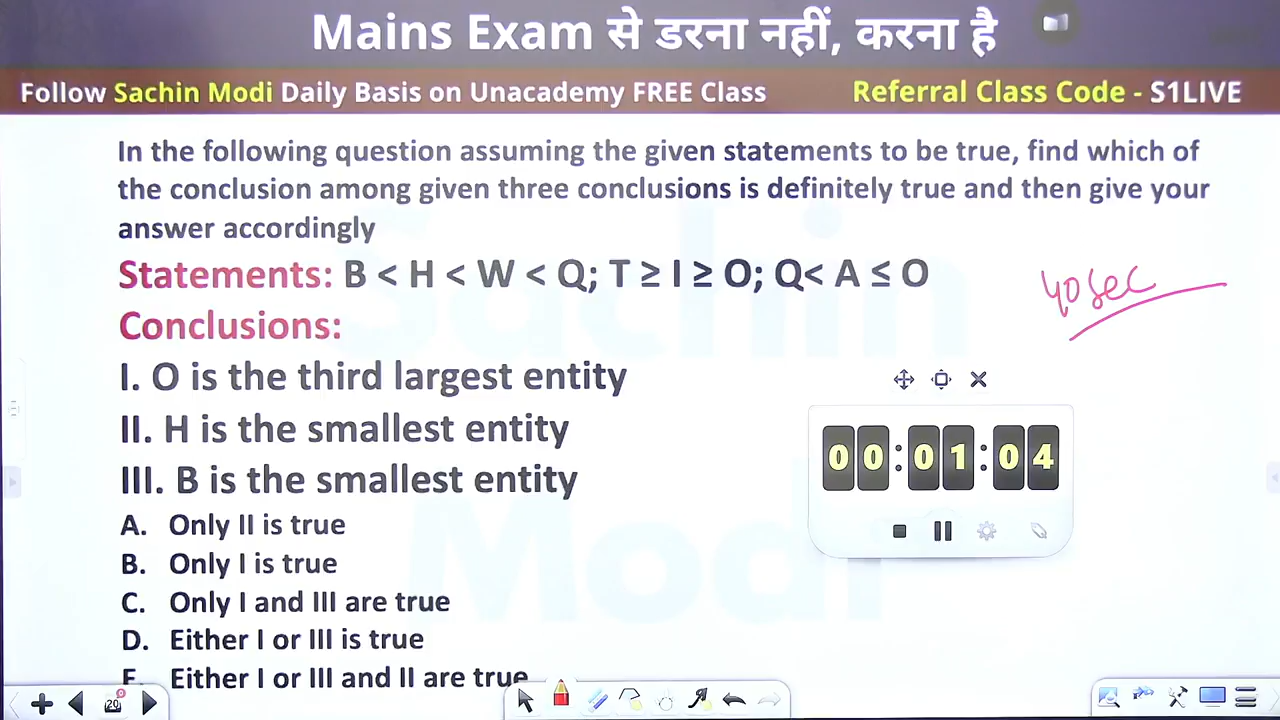 Mains Exam से डरना नहीं, करना है
Follow Sachin Modi Daily Basis on Unacademy FREE Class Referral Class Code - S1LIVE
In the following question assuming the given statements to be true, find which of
the conclusion among given three conclusions is definitely true and then give your
answer accordingly
Statements: B < H < W < Q; T ≥ I ≥ O; Q< A ≤ O
40 sec
Conclusions:
I. O is the third largest entity
II. H is the smallest entity
III. B is the smallest entity
00:01:04
A. Only II is true
B. Only I is true
C. Only I and III are true
D. Either I or III is true
E. Either I or III and II are true
20
0
Sachin
Modi